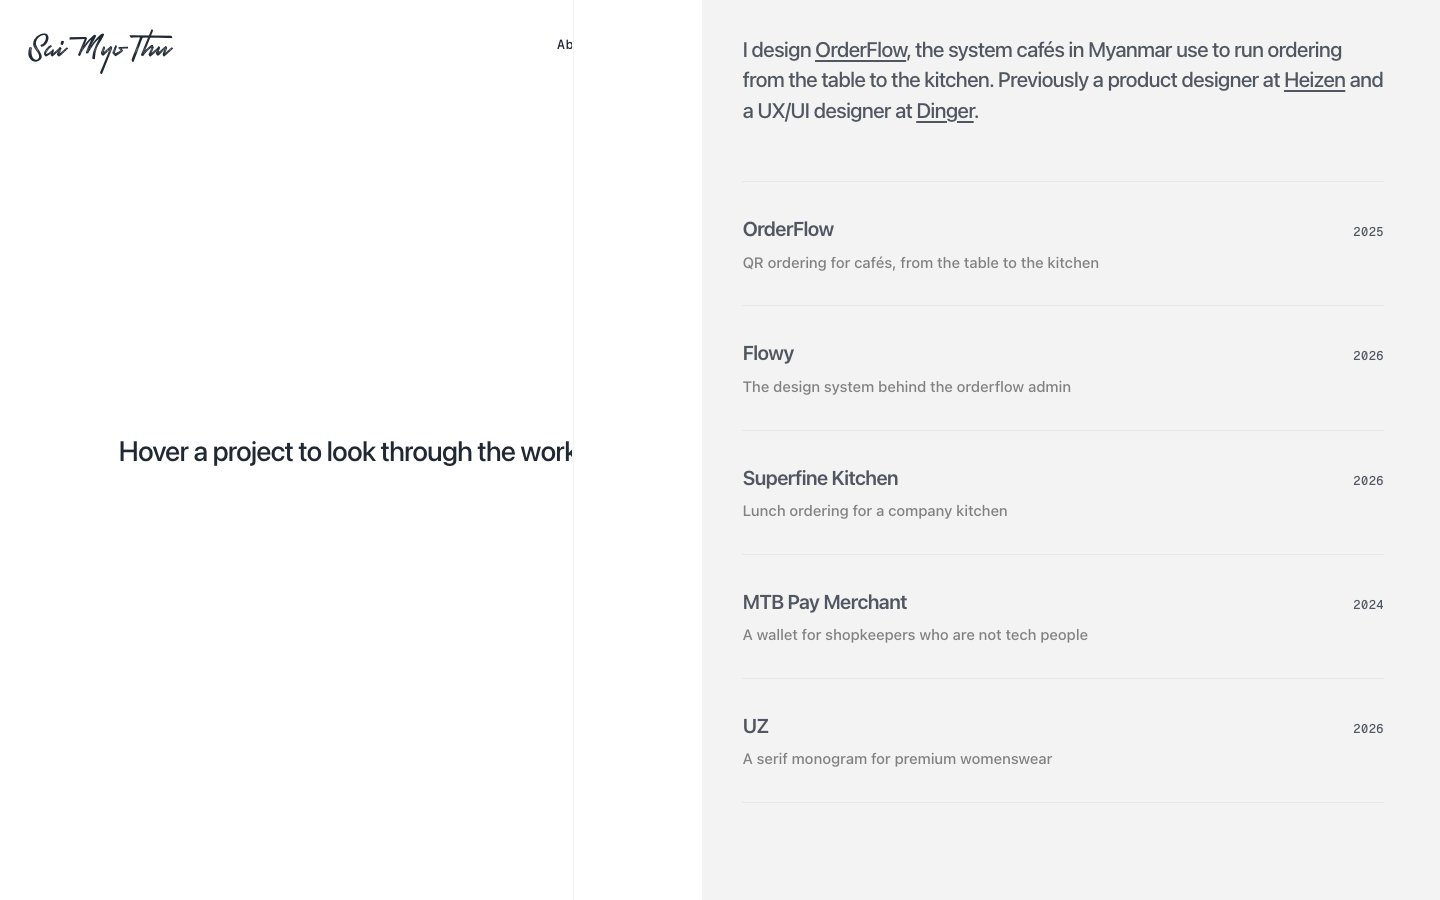 Sai Myo Thu
Ab
Hover a project to look through the work
I design OrderFlow, the system cafés in Myanmar use to run ordering
from the table to the kitchen. Previously a product designer at Heizen and
a UX/UI designer at Dinger.
OrderFlow
2025
QR ordering for cafés, from the table to the kitchen
Flowy
2026
The design system behind the orderflow admin
Superfine Kitchen
2026
Lunch ordering for a company kitchen
MTB Pay Merchant
2024
A wallet for shopkeepers who are not tech people
UZ
2026
A serif monogram for premium womenswear